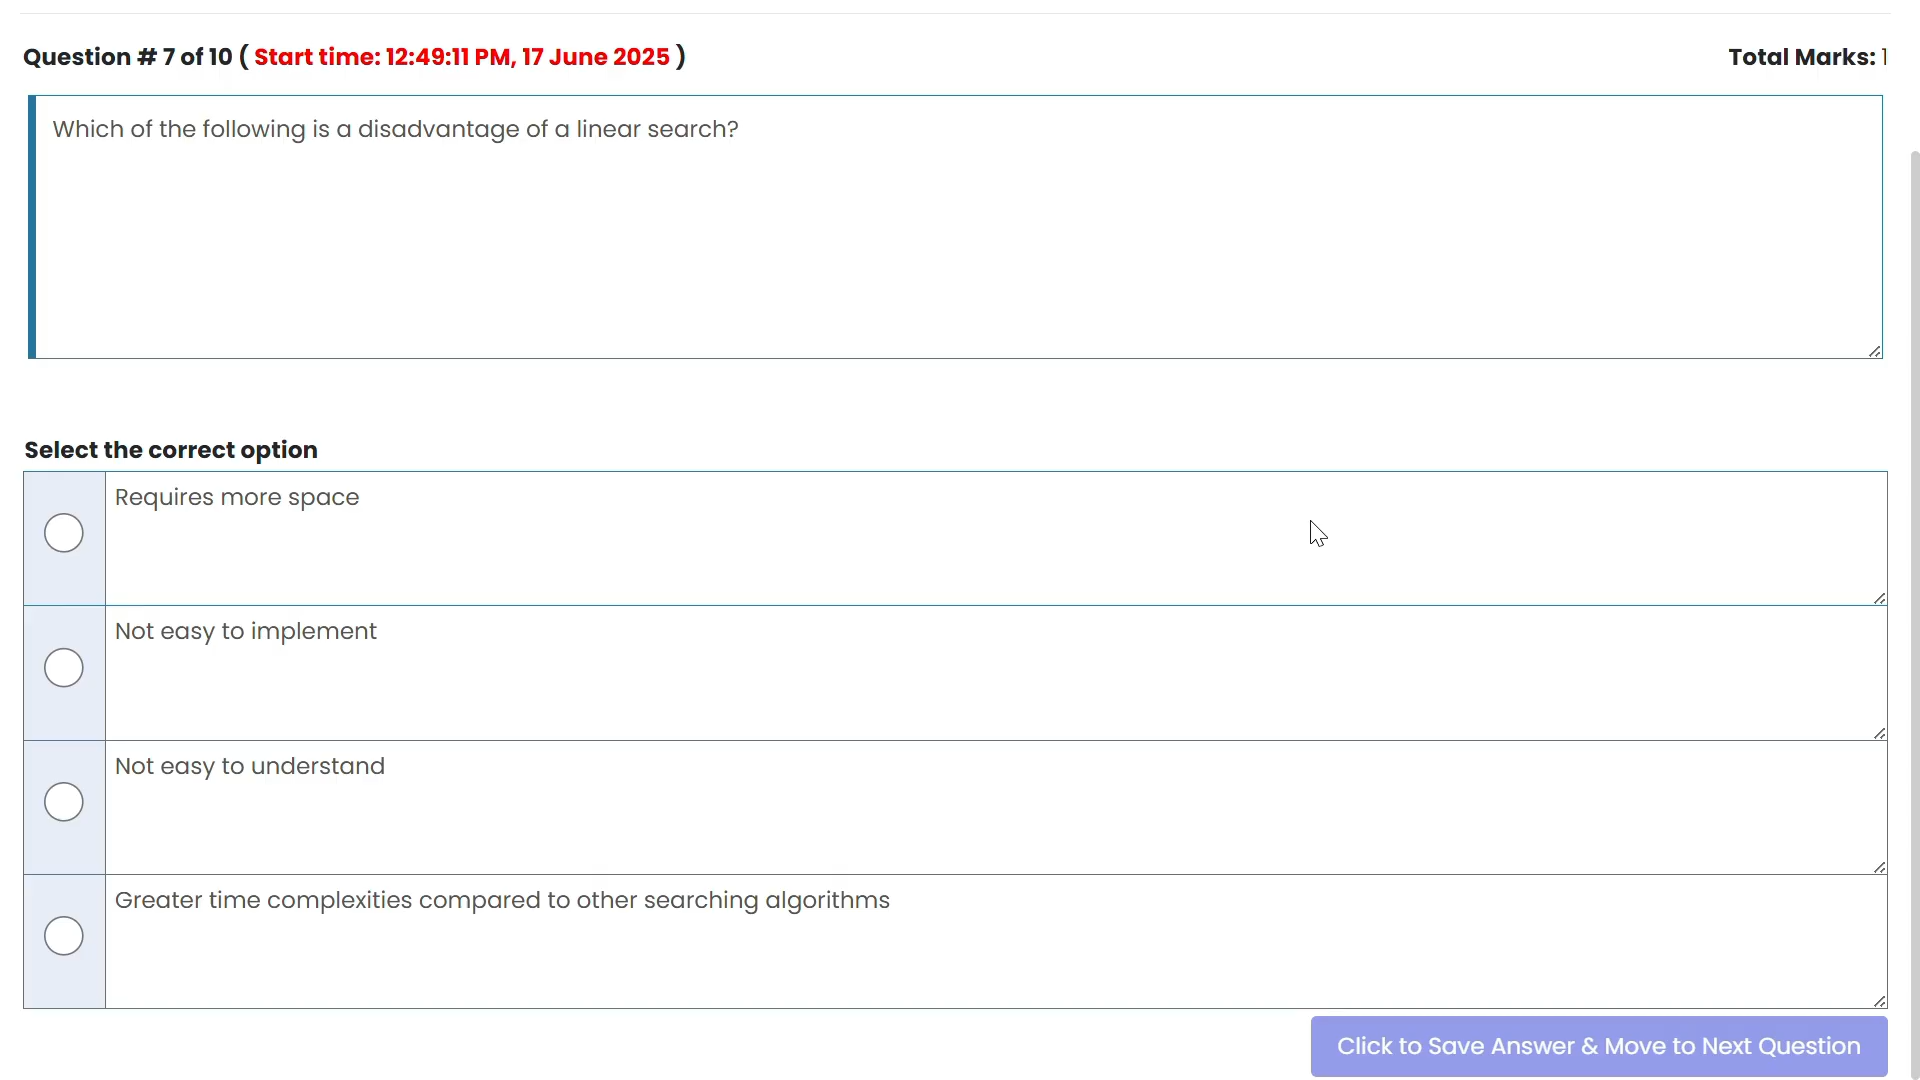 Question # 7 of 10 ( Start time: 12:49:11 PM, 17 June 2025 )
Total Marks: 1
Which of the following is a disadvantage of a linear search?
Select the correct option
Requires more space
Not easy to implement
Not easy to understand
Greater time complexities compared to other searching algorithms
Click to Save Answer & Move to Next Question